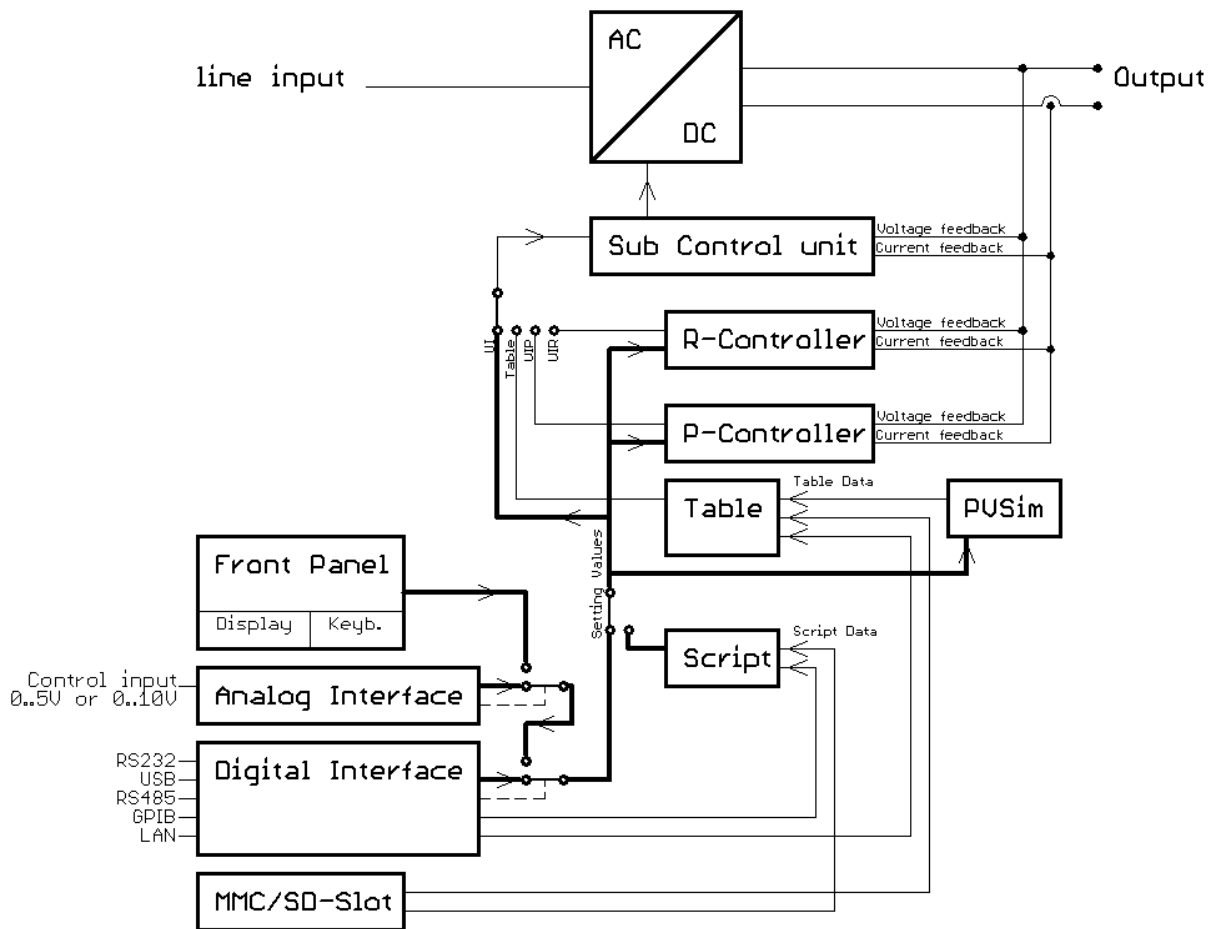 AC
line input
Output
DC
Voltage feedback
Sub Control unit
Current feedback
UI
Table
UIP
UIR
Voltage feedback
R-Controller
Current feedback
Voltage feedback
P-Controller
Current feedback
Table Data
Table
PVSim
Setting Values
Front Panel
Display
Keyb.
Script Data
Script
Control input
0..5V or 0..10V
Analog Interface
RS232
USB
RS485
GPIB
LAN
Digital Interface
MMC/SD-Slot